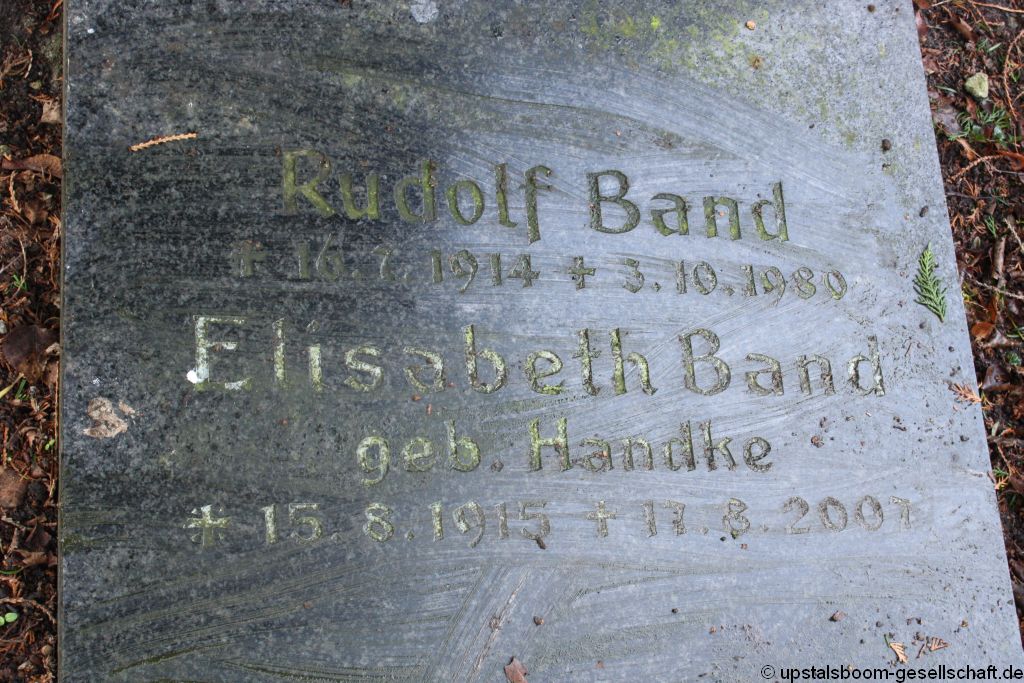 Rudolf Band
* 16. 7. 1914 + 3. 10. 1980
Elisabeth Band
geb. Handke
* 15. 8. 1915 + 17. 8. 2007
© upstalsboom-gesellschaft.de